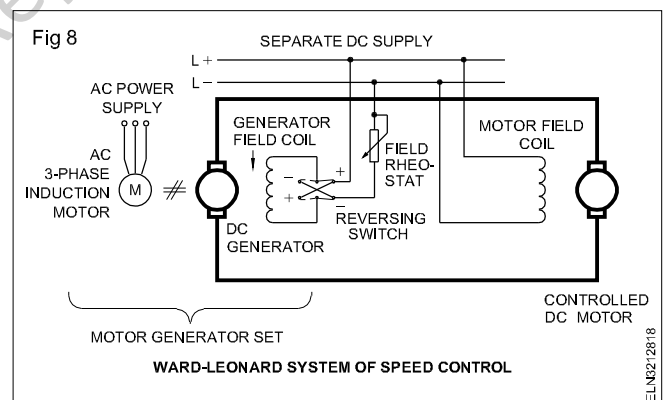 Fig 8
SEPARATE DC SUPPLY
L +
L −
AC POWER
SUPPLY
AC
3-PHASE
INDUCTION
MOTOR
M
GENERATOR
FIELD COIL
−
+
+
−
FIELD
RHEO-
STAT
REVERSING
SWITCH
DC
GENERATOR
MOTOR FIELD
COIL
CONTROLLED
DC MOTOR
MOTOR GENERATOR SET
WARD-LEONARD SYSTEM OF SPEED CONTROL
ELN3212818